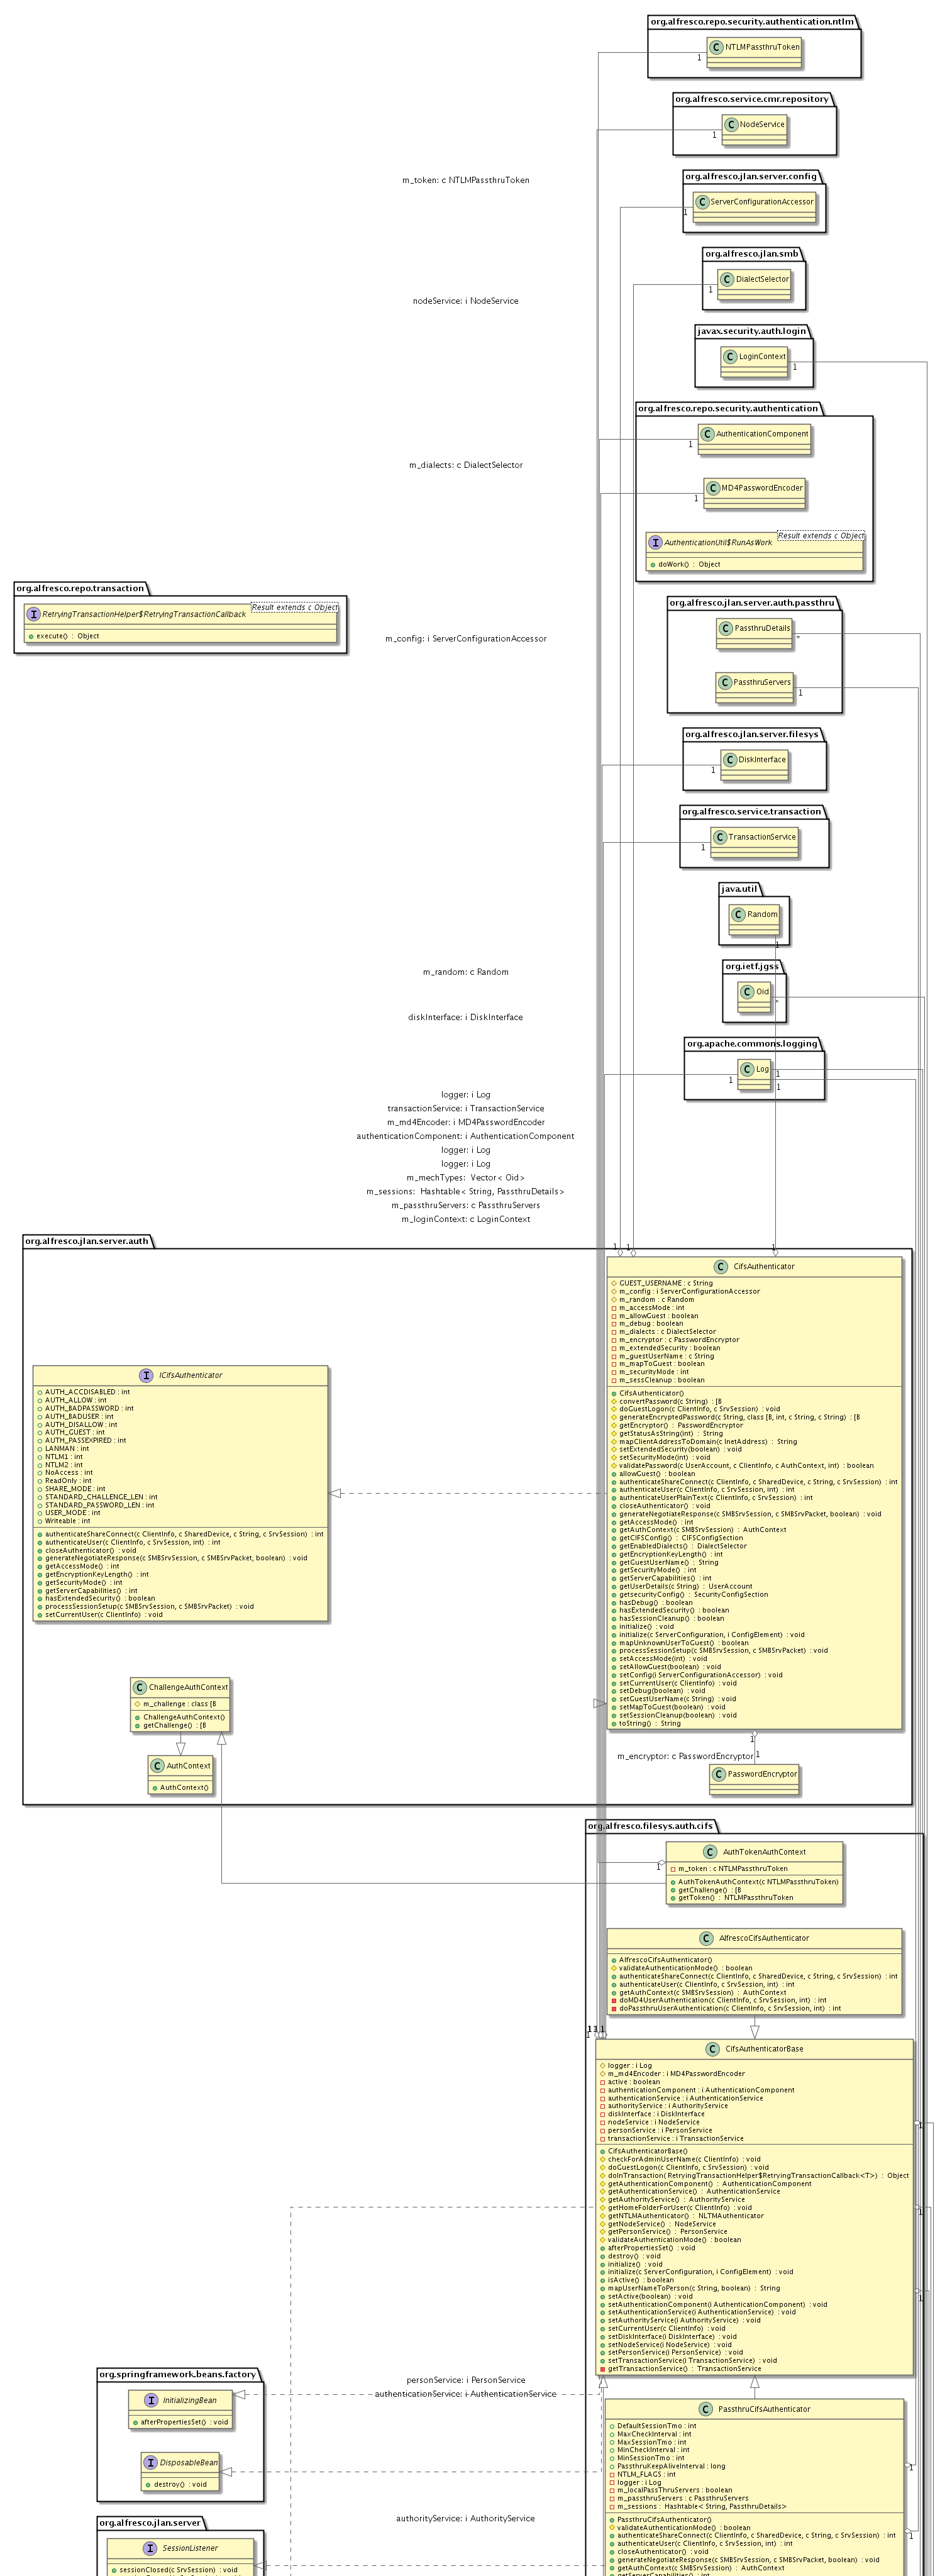 org.alfresco.repo.security.authentication.ntlm
C NTLMPassthruToken
1
org.alfresco.service.cmr.repository
C NodeService
1
m_token: c NTLMPassthruToken
org.alfresco.jlan.server.config
C ServerConfigurationAccessor
1
org.alfresco.jlan.smb
C DialectSelector
1
nodeService: i NodeService
javax.security.auth.login
C LoginContext
1
org.alfresco.repo.security.authentication
C AuthenticationComponent
1
m_dialects: c DialectSelector
C MD4PasswordEncoder
1
Result extends c Object
I AuthenticationUtil$RunAsWork
doWork() : Object
org.alfresco.repo.transaction
Result extends c Object
I RetryingTransactionHelper$RetryingTransactionCallback
execute() : Object
org.alfresco.jlan.server.auth.passthru
C PassthruDetails
*
m_config: i ServerConfigurationAccessor
C PassthruServers
1
org.alfresco.jlan.server.filesys
C DiskInterface
1
org.alfresco.service.transaction
C TransactionService
1
java.util
C Random
1
org.ietf.jgss
m_random: c Random
C Oid
*
diskInterface: i DiskInterface
org.apache.commons.logging
C Log
1
1
1
logger: i Log
transactionService: i TransactionService
m_md4Encoder: i MD4PasswordEncoder
authenticationComponent: i AuthenticationComponent
logger: i Log
logger: i Log
m_mechTypes: Vector< Oid>
m_sessions: Hashtable< String, PassthruDetails>
m_passthruServers: c PassthruServers
m_loginContext: c LoginContext
org.alfresco.jlan.server.auth
1 1 1
C CifsAuthenticator
GUEST_USERNAME : c String
m_config : i ServerConfigurationAccessor
m_random : c Random
m_accessMode : int
m_allowGuest : boolean
m_debug : boolean
m_dialects : c DialectSelector
m_encryptor : c PasswordEncryptor
m_extendedSecurity : boolean
m_guestUserName : c String
m_mapToGuest : boolean
m_securityMode : int
m_sessCleanup : boolean
CifsAuthenticator()
convertPassword(c String) : [B
doGuestLogon(c ClientInfo, c SrvSession) : void
generateEncryptedPassword(c String, class [B, int, c String, c String) : [B
getEncryptor() : PasswordEncryptor
getStatusAsString(int) : String
mapClientAddressToDomain(c InetAddress) : String
setExtendedSecurity(boolean) : void
setSecurityMode(int) : void
validatePassword(c UserAccount, c ClientInfo, c AuthContext, int) : boolean
allowGuest() : boolean
authenticateShareConnect(c ClientInfo, c SharedDevice, c String, c SrvSession) : int
authenticateUser(c ClientInfo, c SrvSession, int) : int
authenticateUserPlainText(c ClientInfo, c SrvSession) : int
closeAuthenticator() : void
generateNegotiateResponse(c SMBSrvSession, c SMBSrvPacket, boolean) : void
getAccessMode() : int
getAuthContext(c SMBSrvSession) : AuthContext
getCIFSConfig() : CIFSConfigSection
getEnabledDialects() : DialectSelector
getEncryptionKeyLength() : int
getGuestUserName() : String
getSecurityMode() : int
getServerCapabilities() : int
getUserDetails(c String) : UserAccount
getsecurityConfig() : SecurityConfigSection
hasDebug() : boolean
hasExtendedSecurity() : boolean
hasSessionCleanup() : boolean
initialize() : void
initialize(c ServerConfiguration, i ConfigElement) : void
mapUnknownUserToGuest() : boolean
processSessionSetup(c SMBSrvSession, c SMBSrvPacket) : void
setAccessMode(int) : void
setAllowGuest(boolean) : void
setConfig(i ServerConfigurationAccessor) : void
setCurrentUser(c ClientInfo) : void
setDebug(boolean) : void
setGuestUserName(c String) : void
setMapToGuest(boolean) : void
setSessionCleanup(boolean) : void
toString() : String
I ICifsAuthenticator
AUTH_ACCDISABLED : int
AUTH_ALLOW : int
AUTH_BADPASSWORD : int
AUTH_BADUSER : int
AUTH_DISALLOW : int
AUTH_GUEST : int
AUTH_PASSEXPIRED : int
LANMAN : int
NTLM1 : int
NTLM2 : int
NoAccess : int
ReadOnly : int
SHARE_MODE : int
STANDARD_CHALLENGE_LEN : int
STANDARD_PASSWORD_LEN : int
USER_MODE : int
Writeable : int
authenticateShareConnect(c ClientInfo, c SharedDevice, c String, c SrvSession) : int
authenticateUser(c ClientInfo, c SrvSession, int) : int
closeAuthenticator() : void
generateNegotiateResponse(c SMBSrvSession, c SMBSrvPacket, boolean) : void
getAccessMode() : int
getEncryptionKeyLength() : int
getSecurityMode() : int
getServerCapabilities() : int
hasExtendedSecurity() : boolean
processSessionSetup(c SMBSrvSession, c SMBSrvPacket) : void
setCurrentUser(c ClientInfo) : void
C ChallengeAuthContext
m_challenge : class [B
ChallengeAuthContext()
getChallenge() : [B
C AuthContext
AuthContext()
1
m_encryptor: c PasswordEncryptor
1
C PasswordEncryptor
org.alfresco.filesys.auth.cifs
C AuthTokenAuthContext
1
m_token : c NTLMPassthruToken
AuthTokenAuthContext(c NTLMPassthruToken)
getChallenge() : [B
getToken() : NTLMPassthruToken
C AlfrescoCifsAuthenticator
AlfrescoCifsAuthenticator()
validateAuthenticationMode() : boolean
authenticateShareConnect(c ClientInfo, c SharedDevice, c String, c SrvSession) : int
authenticateUser(c ClientInfo, c SrvSession, int) : int
getAuthContext(c SMBSrvSession) : AuthContext
doMD4UserAuthentication(c ClientInfo, c SrvSession, int) : int
doPassthruUserAuthentication(c ClientInfo, c SrvSession, int) : int
C CifsAuthenticatorBase
logger : i Log
m_md4Encoder : i MD4PasswordEncoder
active : boolean
authenticationComponent : i AuthenticationComponent
authenticationService : i AuthenticationService
authorityService : i AuthorityService
diskInterface : i DiskInterface
nodeService : i NodeService
personService : i PersonService
transactionService : i TransactionService
CifsAuthenticatorBase()
checkForAdminUserName(c ClientInfo) : void
doGuestLogon(c ClientInfo, c SrvSession) : void
doInTransaction( RetryingTransactionHelper$RetryingTransactionCallback<T>) : Object
getAuthenticationComponent() : AuthenticationComponent
getAuthenticationService() : AuthenticationService
getAuthorityService() : AuthorityService
getHomeFolderForUser(c ClientInfo) : void
getNTLMAuthenticator() : NLTMAuthenticator
getNodeService() : NodeService
getPersonService() : PersonService
validateAuthenticationMode() : boolean
afterPropertiesSet() : void
destroy() : void
initialize() : void
initialize(c ServerConfiguration, i ConfigElement) : void
isActive() : boolean
mapUserNameToPerson(c String, boolean) : String
setActive(boolean) : void
setAuthenticationComponent(i AuthenticationComponent) : void
setAuthenticationService(i AuthenticationService) : void
setAuthorityService(i AuthorityService) : void
setCurrentUser(c ClientInfo) : void
setDiskInterface(i DiskInterface) : void
setNodeService(i NodeService) : void
setPersonService(i PersonService) : void
setTransactionService(i TransactionService) : void
getTransactionService() : TransactionService
1
1
1
org.springframework.beans.factory
I InitializingBean
afterPropertiesSet() : void
I DisposableBean
destroy() : void
personService: i PersonService
authenticationService: i AuthenticationService
authorityService: i AuthorityService
C PassthruCifsAuthenticator
DefaultSessionTmo : int
MaxCheckInterval : int
MaxSessionTmo : int
MinCheckInterval : int
MinSessionTmo : int
PassthruKeepAliveInterval : long
NTLM_FLAGS : int
logger : i Log
m_localPassThruServers : boolean
m_passthruServers : c PassthruServers
m_sessions : Hashtable< String, PassthruDetails>
1
1
PassthruCifsAuthenticator()
validateAuthenticationMode() : boolean
authenticateShareConnect(c ClientInfo, c SharedDevice, c String, c SrvSession) : int
authenticateUser(c ClientInfo, c SrvSession, int) : int
closeAuthenticator() : void
generateNegotiateResponse(c SMBSrvSession, c SMBSrvPacket, boolean) : void
getAuthContext(c SMBSrvSession) : AuthContext
org.alfresco.jlan.server
I SessionListener
sessionClosed(c SrvSession) : void